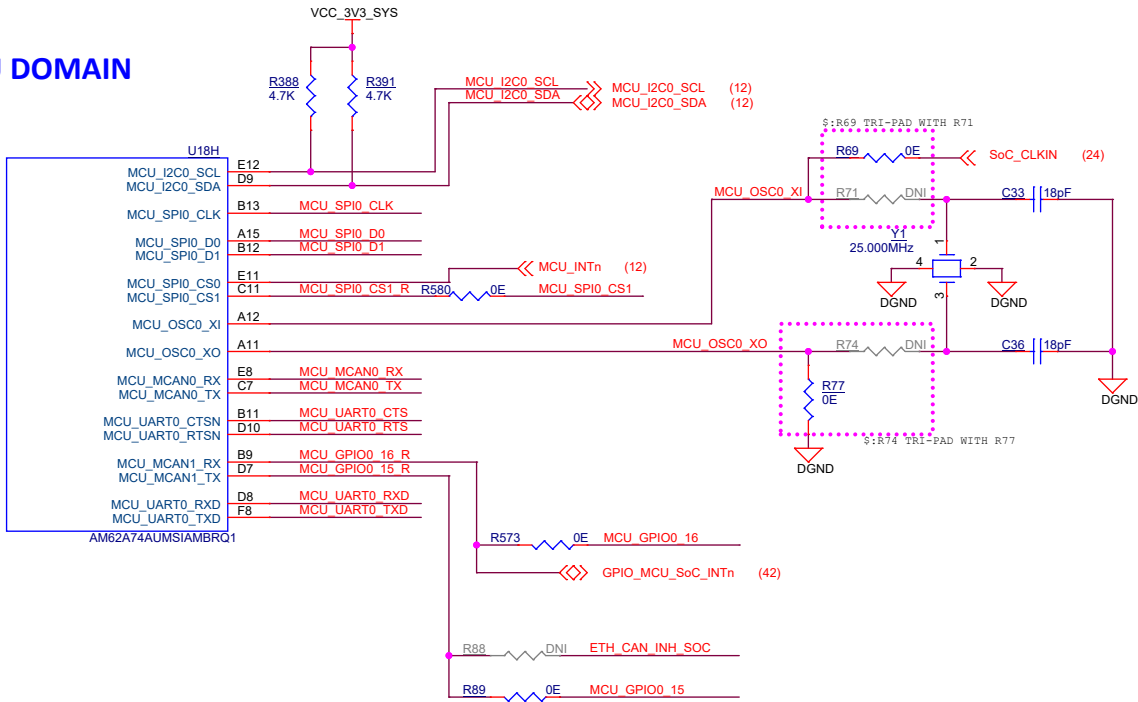 VCC_3V3_SYS
DOMAIN
R388
4.7K
R391
4.7K
MCU_I2C0_SCL
MCU_I2C0_SCL (12)
MCU_I2C0_SDA
MCU_I2C0_SDA (12)
$:R69 TRI-PAD WITH R71
R69 0E
SoC_CLKIN (24)
U18H
MCU_I2C0_SCL E12
MCU_I2C0_SDA D9
MCU_OSC0_XI
R71 DNI
C33 18pF
MCU_SPI0_CLK B13 MCU_SPI0_CLK
Y1
25.000MHz
1
MCU_SPI0_D0 A15 MCU_SPI0_D0
MCU_SPI0_D1 B12 MCU_SPI0_D1
4
2
MCU_SPI0_CS0 E11
MCU_INTn (12)
MCU_SPI0_CS1 C11 MCU_SPI0_CS1_R R580 0E MCU_SPI0_CS1
3
DGND
DGND
MCU_OSC0_XI A12
MCU_OSC0_XO A11
MCU_OSC0_XO
R74 DNI
C36 18pF
MCU_MCAN0_RX E8 MCU_MCAN0_RX
MCU_MCAN0_TX C7 MCU_MCAN0_TX
R77
0E
DGND
MCU_UART0_CTSN B11 MCU_UART0_CTS
MCU_UART0_RTSN D10 MCU_UART0_RTS
$:R74 TRI-PAD WITH R77
MCU_MCAN1_RX B9 MCU_GPIO0_16_R
MCU_MCAN1_TX D7 MCU_GPIO0_15_R
DGND
MCU_UART0_RXD D8 MCU_UART0_RXD
MCU_UART0_TXD F8 MCU_UART0_TXD
AM62A74AUMSIAMBRQ1
R573 0E MCU_GPIO0_16
GPIO_MCU_SoC_INTn (42)
R88 DNI ETH_CAN_INH_SOC
R89 0E MCU_GPIO0_15